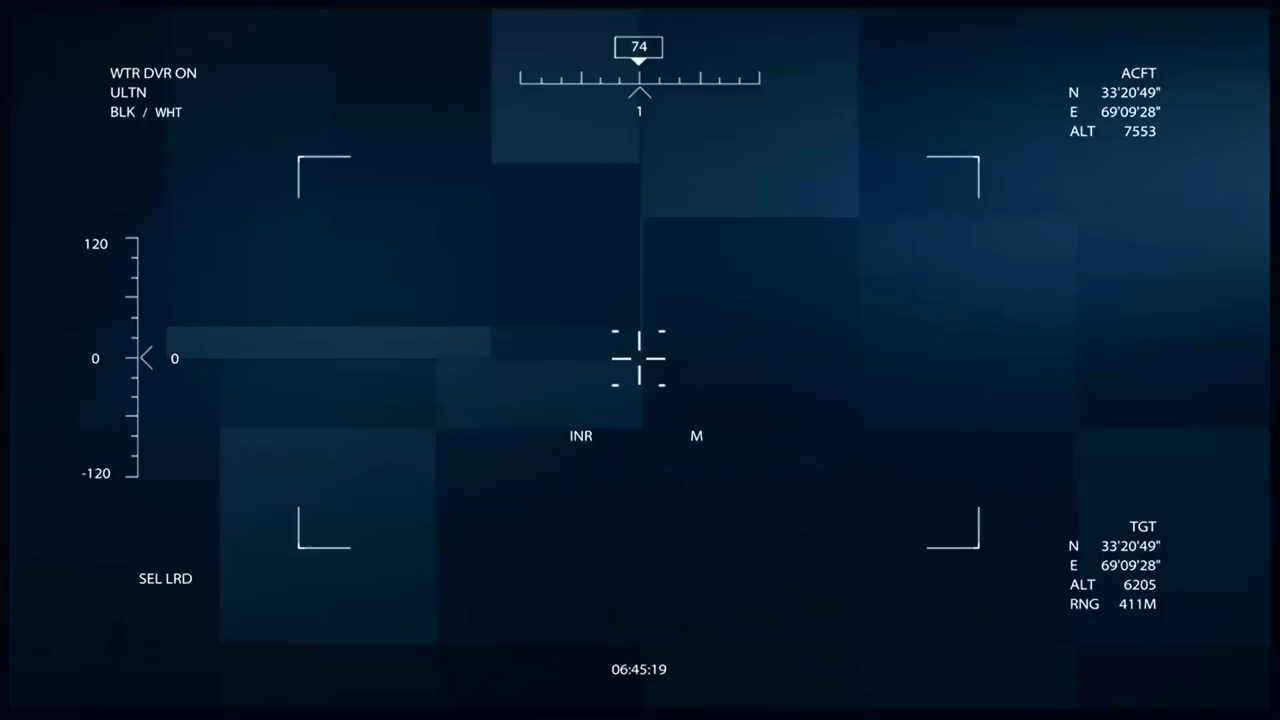 74
1
WTR DVR ON
ULTN
BLK / WHT
ACFT
N 33'20'49"
E 69'09'28"
ALT 7553
120
0 0
-120
INR M
SEL LRD
TGT
N 33'20'49"
E 69'09'28"
ALT 6205
RNG 411M
06:45:19